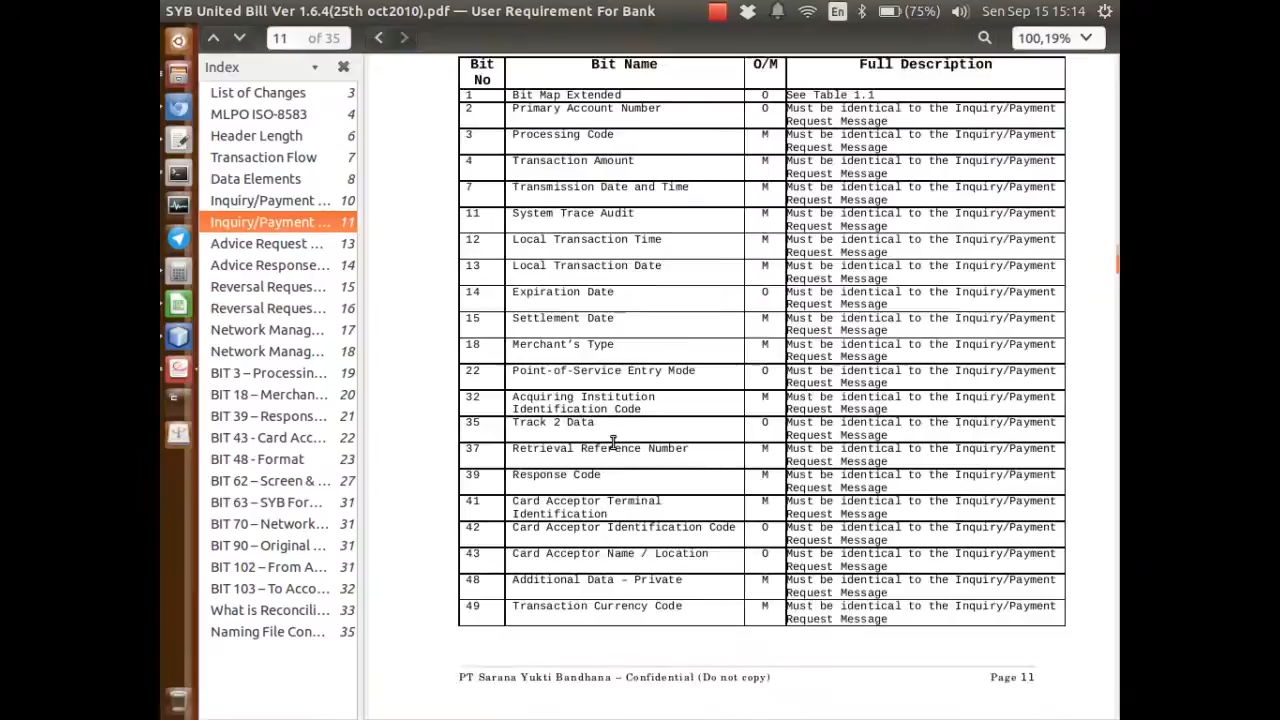 SYB United Bill Ver 1.6.4(25th oct2010).pdf — User Requirement For Bank
En
(75%)
Sen Sep 15 15:14
11 of 35
100,19%
Index
List of Changes 3
MLPO ISO-8583 4
Header Length 6
Transaction Flow 7
Data Elements 8
Inquiry/Payment ... 10
Inquiry/Payment ... 11
Advice Request ... 13
Advice Response... 14
Reversal Reques... 15
Reversal Reques... 16
Network Manag... 17
Network Manag... 18
BIT 3 – Processin... 19
BIT 18 – Merchan... 20
BIT 39 – Respons... 21
BIT 43 - Card Acc... 22
BIT 48 - Format 23
BIT 62 – Screen & ... 27
BIT 63 – SYB For... 31
BIT 70 – Network... 31
BIT 90 – Original ... 31
BIT 102 – From A... 31
BIT 103 – To Acco... 32
What is Reconcili... 33
Naming File Con... 35
Bit Bit Name O/M Full Description
No
1 Bit Map Extended O See Table 1.1
2 Primary Account Number O Must be identical to the Inquiry/Payment
Request Message
3 Processing Code M Must be identical to the Inquiry/Payment
Request Message
4 Transaction Amount M Must be identical to the Inquiry/Payment
Request Message
7 Transmission Date and Time M Must be identical to the Inquiry/Payment
Request Message
11 System Trace Audit M Must be identical to the Inquiry/Payment
Request Message
12 Local Transaction Time M Must be identical to the Inquiry/Payment
Request Message
13 Local Transaction Date M Must be identical to the Inquiry/Payment
Request Message
14 Expiration Date O Must be identical to the Inquiry/Payment
Request Message
15 Settlement Date M Must be identical to the Inquiry/Payment
Request Message
18 Merchant’s Type M Must be identical to the Inquiry/Payment
Request Message
22 Point-of-Service Entry Mode O Must be identical to the Inquiry/Payment
Request Message
32 Acquiring Institution M Must be identical to the Inquiry/Payment
Identification Code Request Message
35 Track 2 Data O Must be identical to the Inquiry/Payment
Request Message
37 Retrieval Reference Number M Must be identical to the Inquiry/Payment
Request Message
39 Response Code M Must be identical to the Inquiry/Payment
Request Message
41 Card Acceptor Terminal M Must be identical to the Inquiry/Payment
Identification Request Message
42 Card Acceptor Identification Code O Must be identical to the Inquiry/Payment
Request Message
43 Card Acceptor Name / Location O Must be identical to the Inquiry/Payment
Request Message
48 Additional Data – Private M Must be identical to the Inquiry/Payment
Request Message
49 Transaction Currency Code M Must be identical to the Inquiry/Payment
Request Message
PT Sarana Yukti Bandhana – Confidential (Do not copy) Page 11